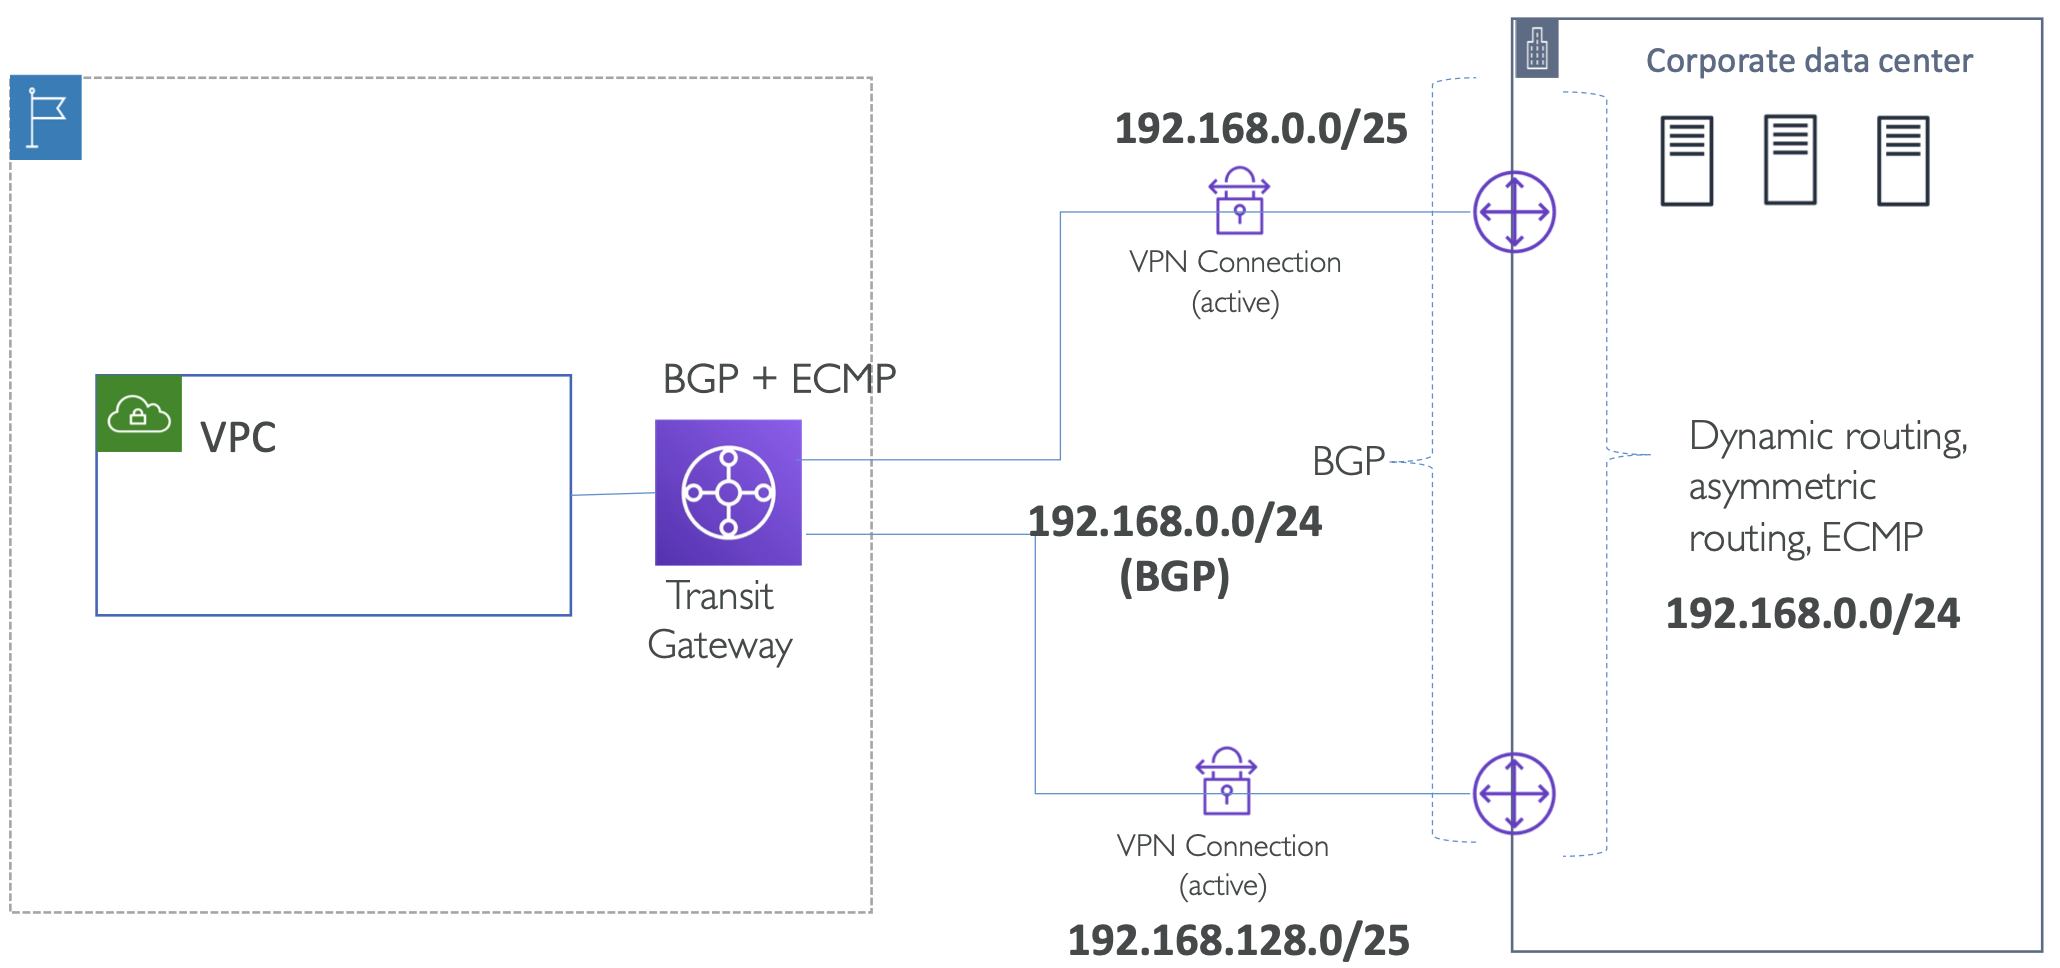 Corporate data center
192.168.0.0/25
VPN Connection
(active)
BGP + ECMP
VPC
BGP
Dynamic routing,
asymmetric
routing, ECMP
192.168.0.0/24
(BGP)
Transit
Gateway
192.168.0.0/24
VPN Connection
(active)
192.168.128.0/25